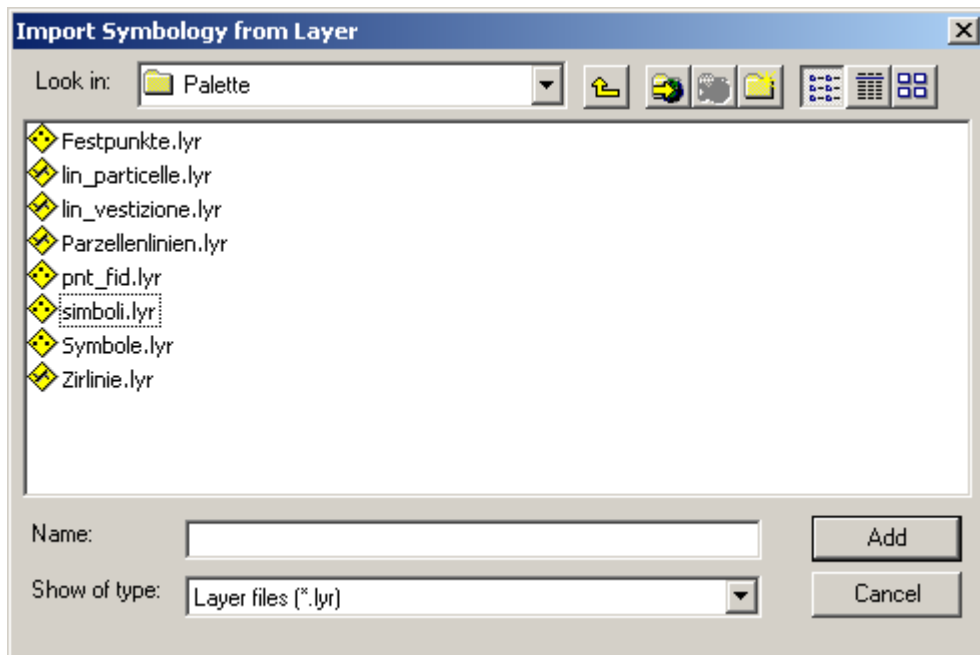 Import Symbology from Layer
Look in: Palette
Festpunkte.lyr
lin_particelle.lyr
lin_vestizione.lyr
Parzellenlinien.lyr
pnt_fid.lyr
simboli.lyr
Symbole.lyr
Zirlinie.lyr
Name: Add
Show of type: Layer files (*.lyr) Cancel